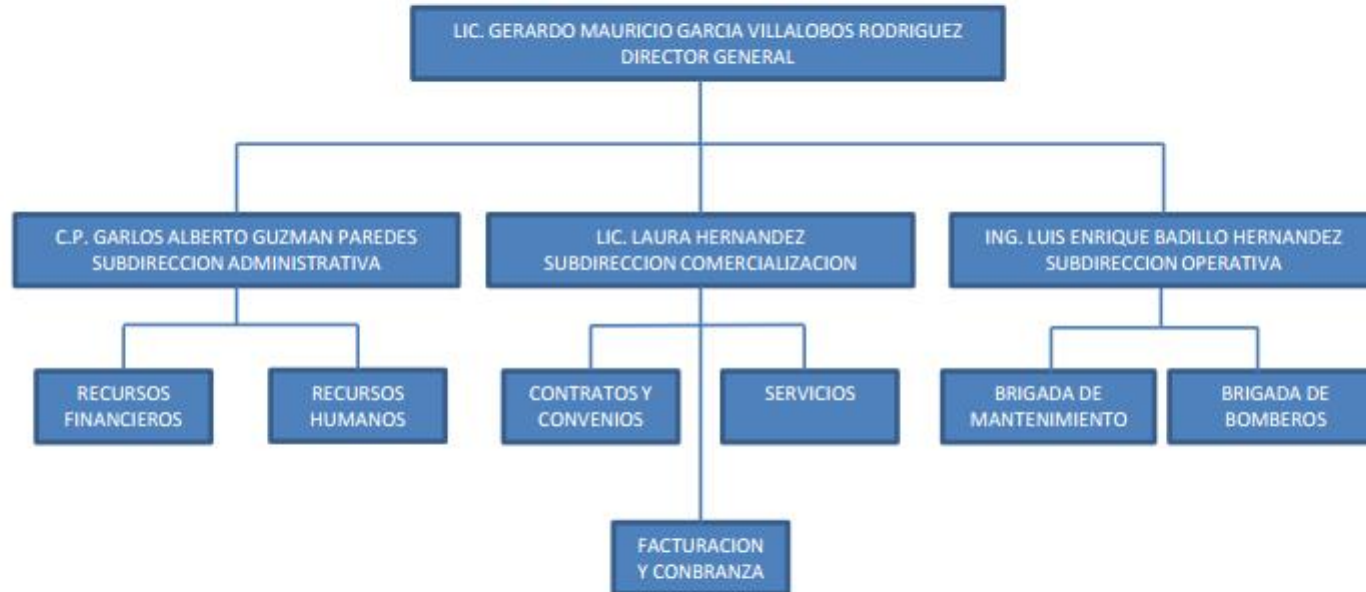 LIC. GERARDO MAURICIO GARCIA VILLALOBOS RODRIGUEZ
DIRECTOR GENERAL
C.P. GARLOS ALBERTO GUZMAN PAREDES
SUBDIRECCION ADMINISTRATIVA
LIC. LAURA HERNANDEZ
SUBDIRECCION COMERCIALIZACION
ING. LUIS ENRIQUE BADILLO HERNANDEZ
SUBDIRECCION OPERATIVA
RECURSOS
FINANCIEROS
RECURSOS
HUMANOS
CONTRATOS Y
CONVENIOS
SERVICIOS
BRIGADA DE
MANTENIMIENTO
BRIGADA DE
BOMBEROS
FACTURACION
Y CONBRANZA